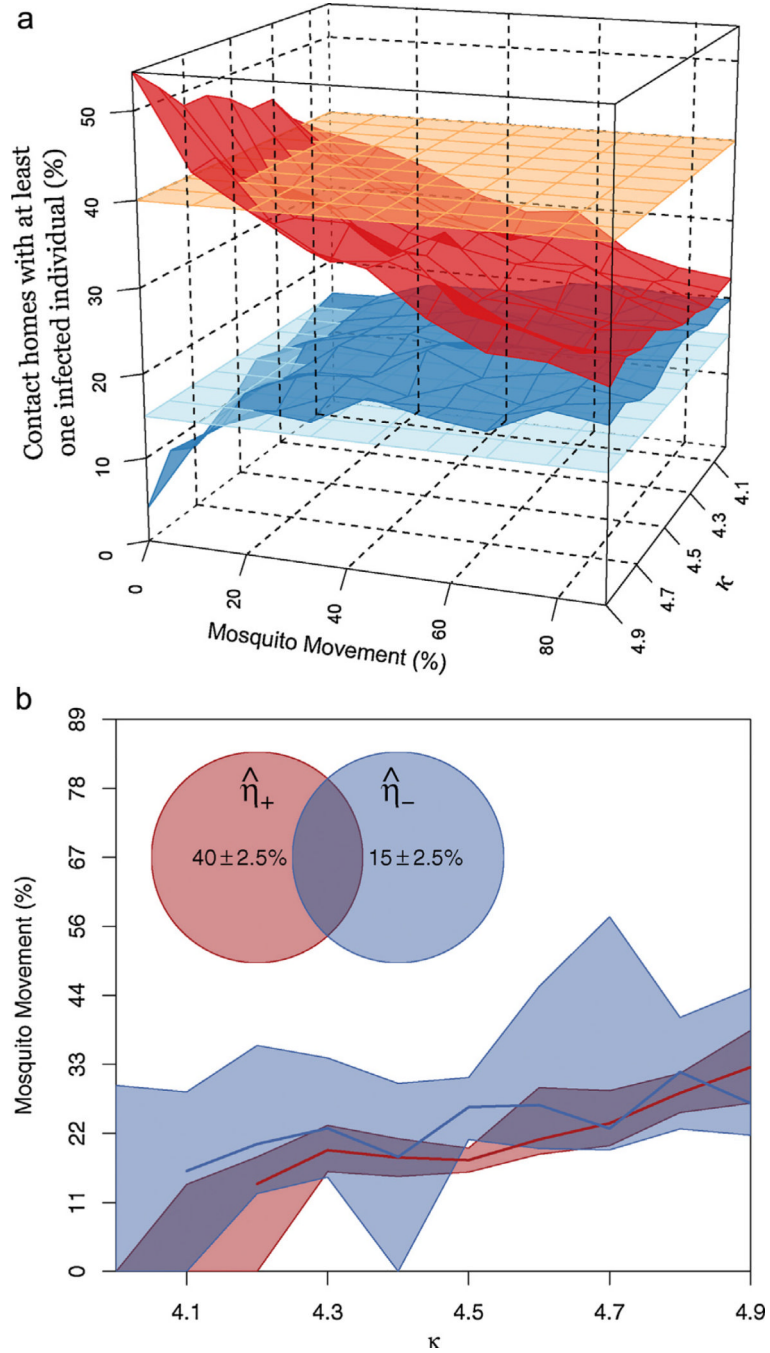 a
Contact homes with at least
one infected individual (%)
50
40
30
20
10
0
0
20
40
60
80
Mosquito Movement (%)
4.1
4.3
4.5
4.7
4.9
κ
b
Mosquito Movement (%)
89
78
67
56
44
33
22
11
0
η̂₊ η̂₋
40±2.5% 15±2.5%
4.1 4.3 4.5 4.7 4.9
κ